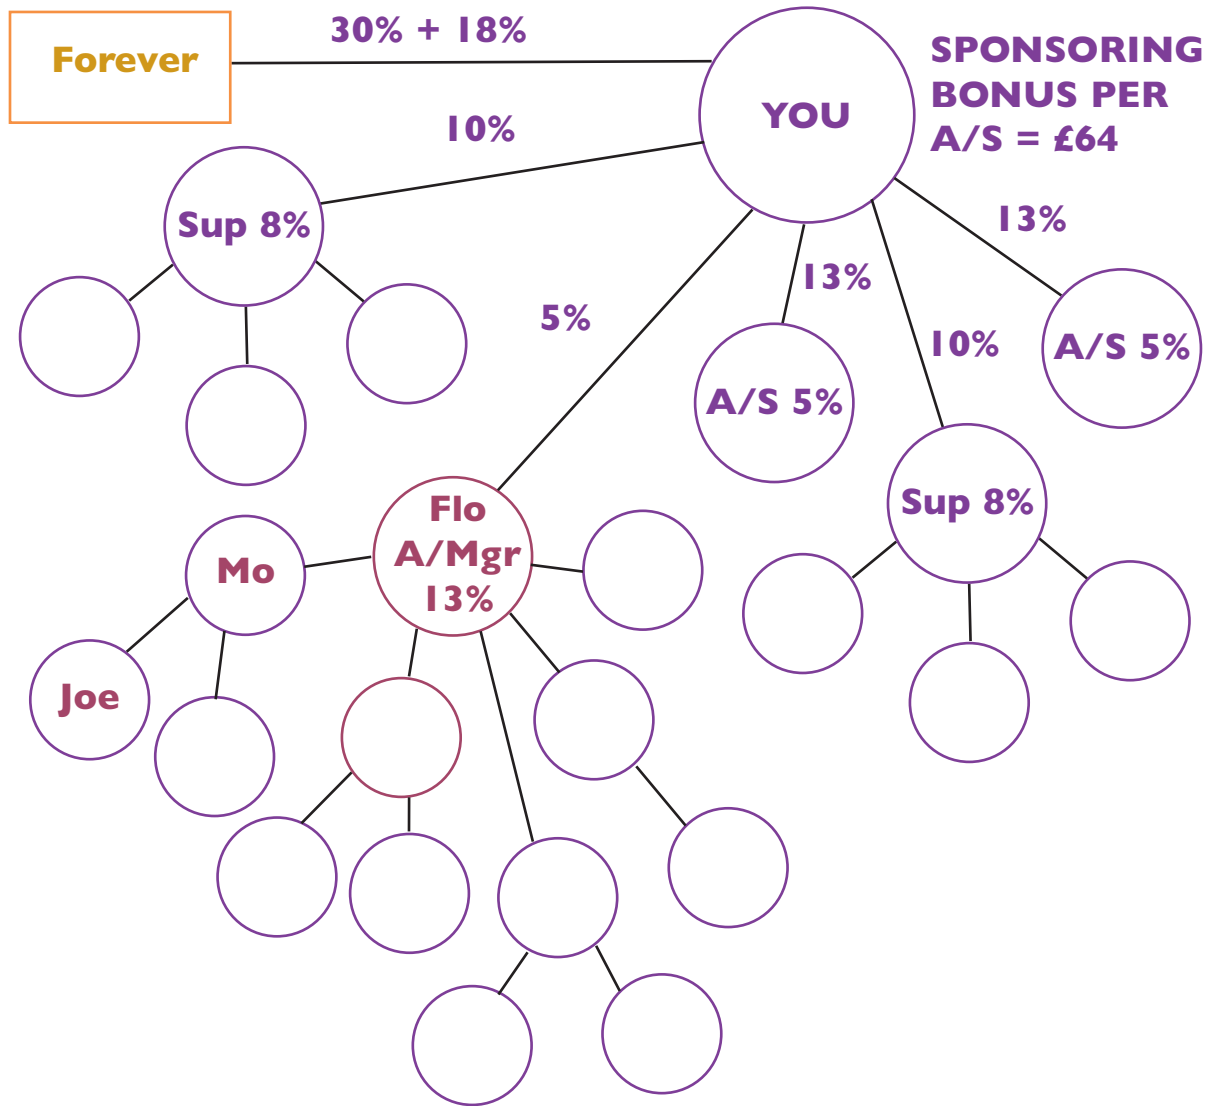 Forever
30% + 18%
YOU
SPONSORING
BONUS PER
A/S = £64
10%
Sup 8%
13%
13%
5%
10%
A/S 5%
A/S 5%
Flo
A/Mgr
13%
Sup 8%
Mo
Joe